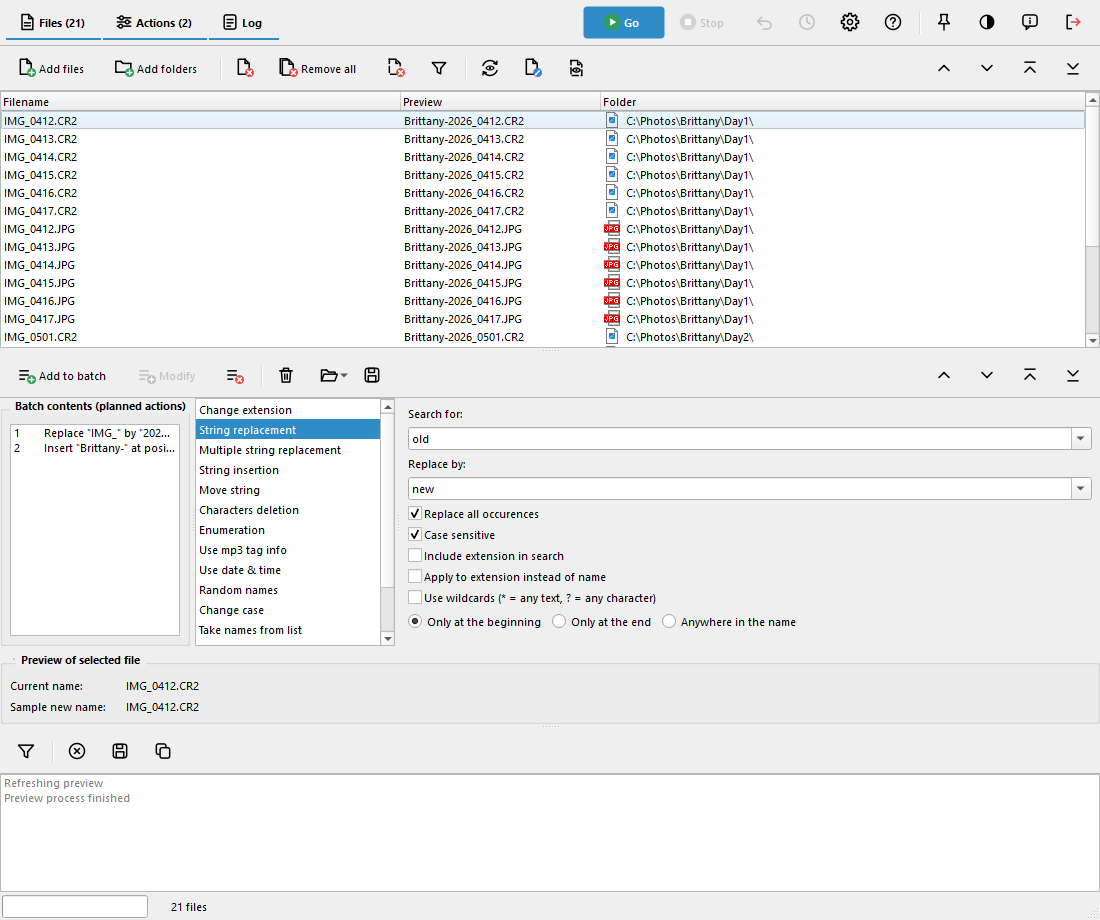 Files (21) Actions (2) Log Go Stop
Add files Add folders Remove all
Filename Preview Folder
IMG_0412.CR2 Brittany-2026_0412.CR2 C:\Photos\Brittany\Day1\
IMG_0413.CR2 Brittany-2026_0413.CR2 C:\Photos\Brittany\Day1\
IMG_0414.CR2 Brittany-2026_0414.CR2 C:\Photos\Brittany\Day1\
IMG_0415.CR2 Brittany-2026_0415.CR2 C:\Photos\Brittany\Day1\
IMG_0416.CR2 Brittany-2026_0416.CR2 C:\Photos\Brittany\Day1\
IMG_0417.CR2 Brittany-2026_0417.CR2 C:\Photos\Brittany\Day1\
IMG_0412.JPG Brittany-2026_0412.JPG JPG C:\Photos\Brittany\Day1\
IMG_0413.JPG Brittany-2026_0413.JPG JPG C:\Photos\Brittany\Day1\
IMG_0414.JPG Brittany-2026_0414.JPG JPG C:\Photos\Brittany\Day1\
IMG_0415.JPG Brittany-2026_0415.JPG JPG C:\Photos\Brittany\Day1\
IMG_0416.JPG Brittany-2026_0416.JPG JPG C:\Photos\Brittany\Day1\
IMG_0417.JPG Brittany-2026_0417.JPG JPG C:\Photos\Brittany\Day1\
IMG_0501.CR2 Brittany-2026_0501.CR2 C:\Photos\Brittany\Day2\
Add to batch Modify
Batch contents (planned actions)
1 Replace "IMG_" by "202...
2 Insert "Brittany-" at posi...
Change extension
String replacement
Multiple string replacement
String insertion
Move string
Characters deletion
Enumeration
Use mp3 tag info
Use date & time
Random names
Change case
Take names from list
Search for:
old
Replace by:
new
Replace all occurences
Case sensitive
Include extension in search
Apply to extension instead of name
Use wildcards (* = any text, ? = any character)
Only at the beginning Only at the end Anywhere in the name
Preview of selected file
Current name: IMG_0412.CR2
Sample new name: IMG_0412.CR2
Refreshing preview
Preview process finished
21 files